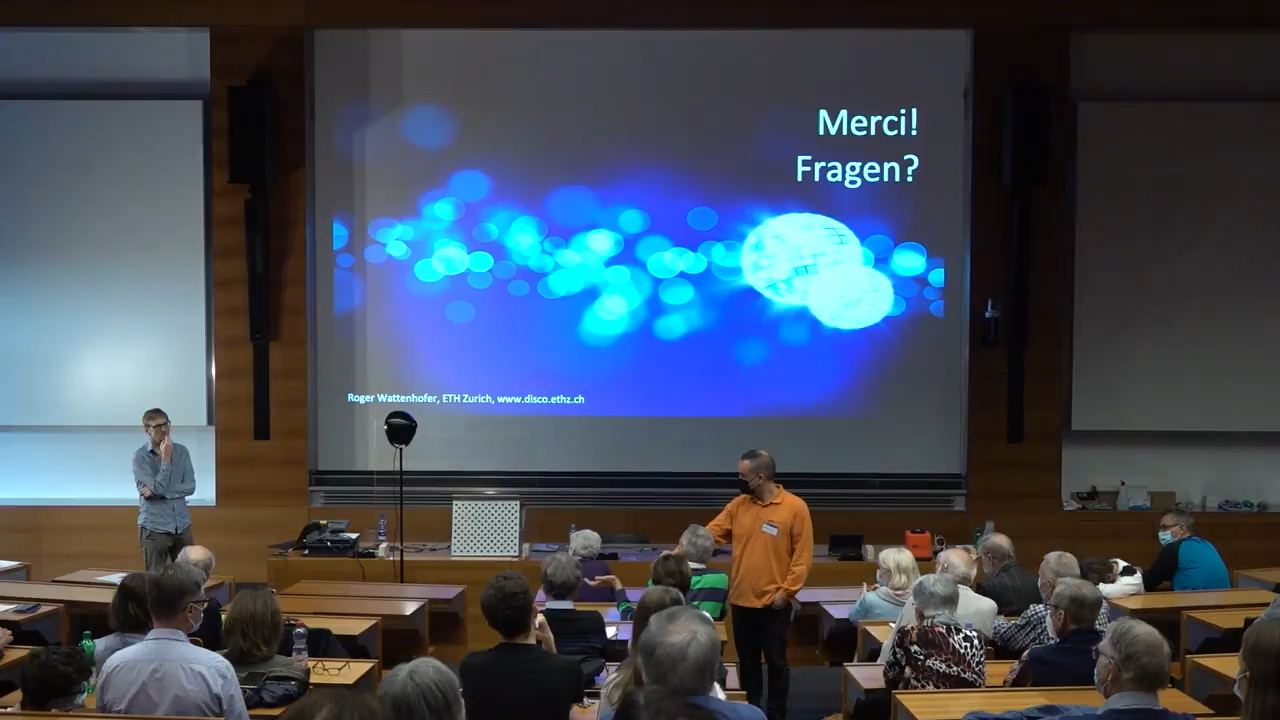 Merci!
Fragen?
Roger Wattenhofer, ETH Zurich, www.disco.ethz.ch